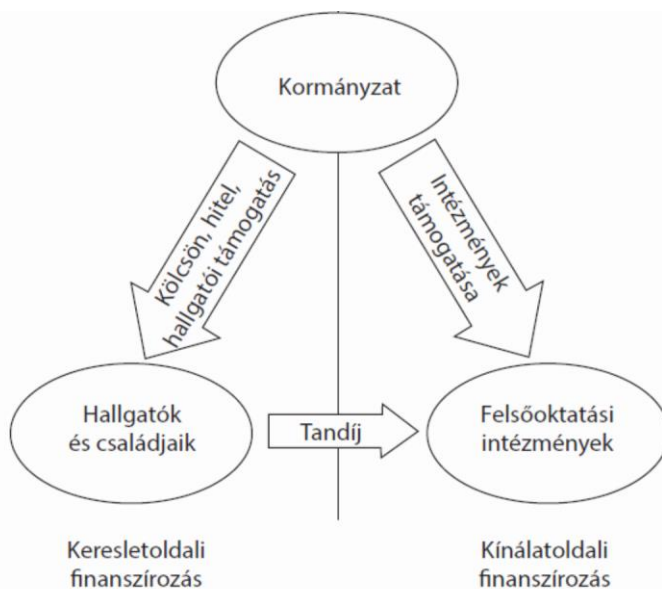 Kormányzat
Kölcsön, hitel,
hallgatói támogatás
Intézmények
támogatása
Hallgatók
és családjaik
Tandíj
Felsőoktatási
intézmények
Keresletoldali
finanszírozás
Kínálatoldali
finanszírozás